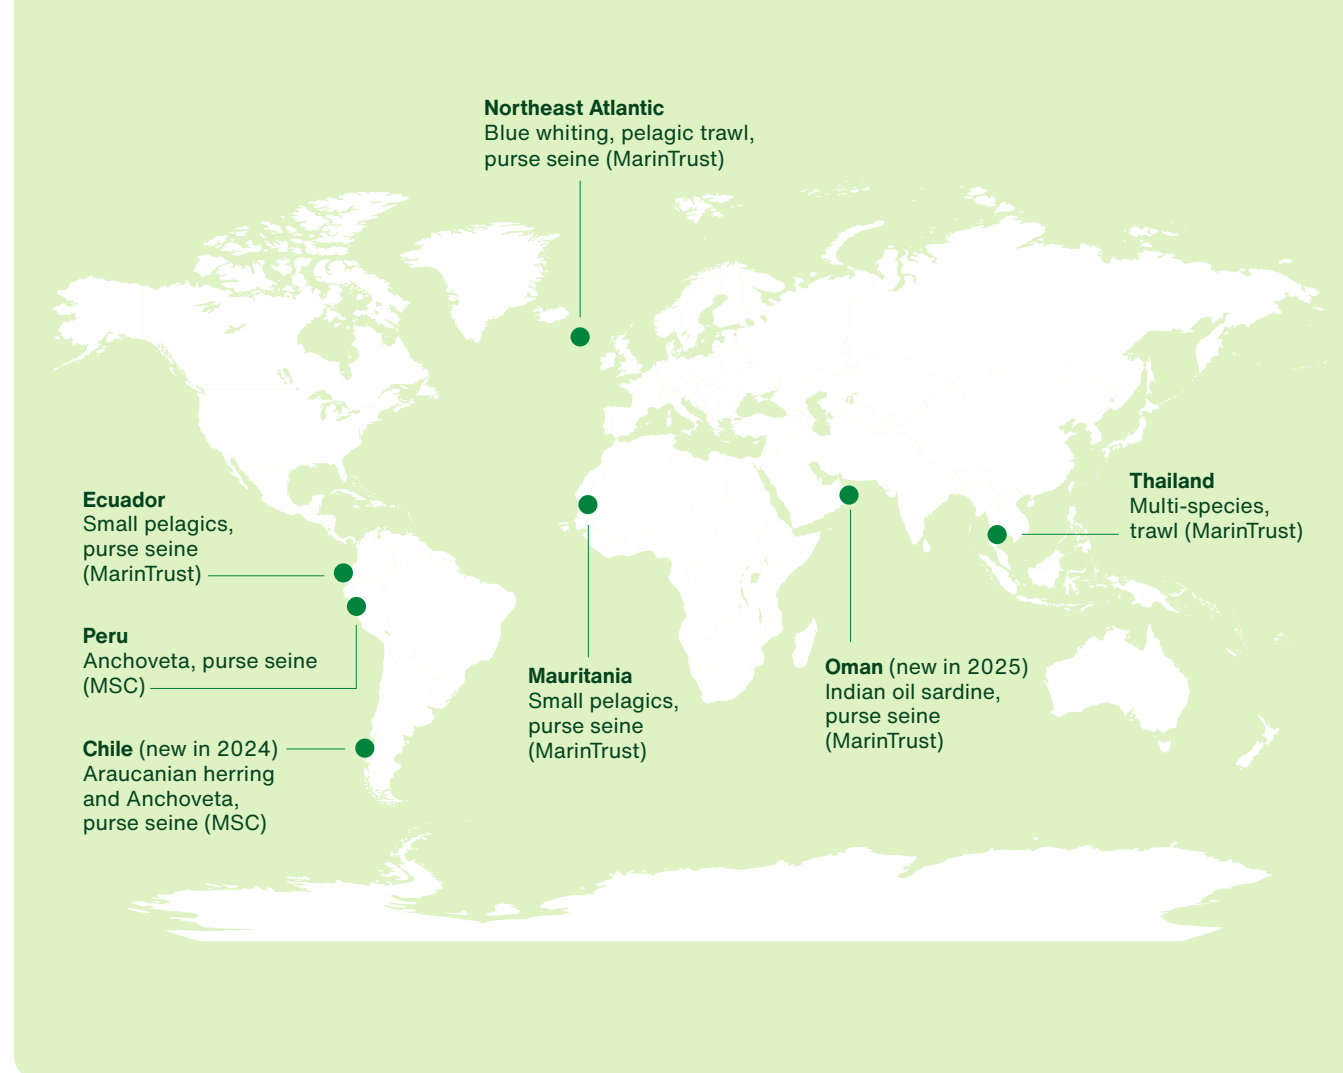 Northeast Atlantic
Blue whiting, pelagic trawl,
purse seine (MarinTrust)
Ecuador
Small pelagics,
purse seine
(MarinTrust)
Peru
Anchoveta, purse seine
(MSC)
Chile (new in 2024)
Araucanian herring
and Anchoveta,
purse seine (MSC)
Mauritania
Small pelagics,
purse seine
(MarinTrust)
Oman (new in 2025)
Indian oil sardine,
purse seine
(MarinTrust)
Thailand
Multi-species,
trawl (MarinTrust)